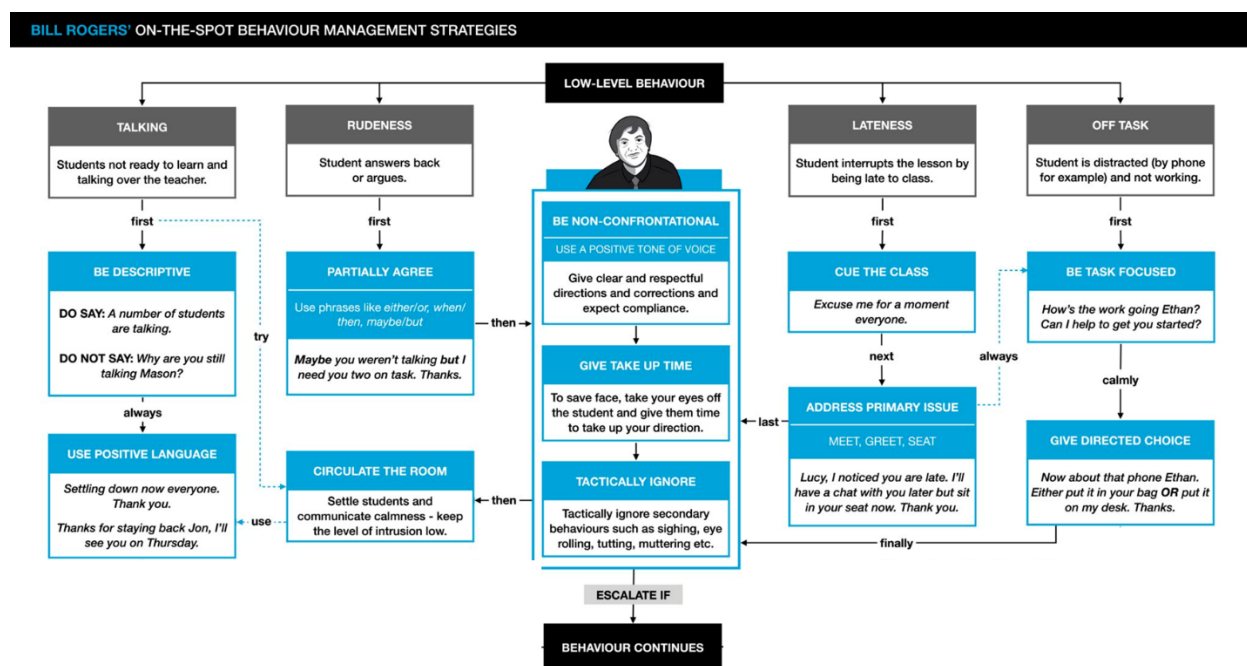 BILL ROGERS' ON-THE-SPOT BEHAVIOUR MANAGEMENT STRATEGIES
LOW-LEVEL BEHAVIOUR
TALKING
Students not ready to learn and
talking over the teacher.
first
BE DESCRIPTIVE
DO SAY: A number of students
are talking.
DO NOT SAY: Why are you still
talking Mason?
always
USE POSITIVE LANGUAGE
Settling down now everyone.
Thank you.
Thanks for staying back Jon, I'll
see you on Thursday.
try
use
RUDENESS
Student answers back
or argues.
first
PARTIALLY AGREE
Use phrases like either/or, when/
then, maybe/but
Maybe you weren't talking but I
need you two on task. Thanks.
then
CIRCULATE THE ROOM
Settle students and
communicate calmness - keep
the level of intrusion low.
then
BE NON-CONFRONTATIONAL
USE A POSITIVE TONE OF VOICE
Give clear and respectful
directions and corrections and
expect compliance.
GIVE TAKE UP TIME
To save face, take your eyes off
the student and give them time
to take up your direction.
TACTICALLY IGNORE
Tactically ignore secondary
behaviours such as sighing, eye
rolling, tutting, muttering etc.
ESCALATE IF
BEHAVIOUR CONTINUES
LATENESS
Student interrupts the lesson by
being late to class.
first
CUE THE CLASS
Excuse me for a moment
everyone.
next
ADDRESS PRIMARY ISSUE
MEET, GREET, SEAT
Lucy, I noticed you are late. I'll
have a chat with you later but sit
in your seat now. Thank you.
last
always
OFF TASK
Student is distracted (by phone
for example) and not working.
first
BE TASK FOCUSED
How's the work going Ethan?
Can I help to get you started?
calmly
GIVE DIRECTED CHOICE
Now about that phone Ethan.
Either put it in your bag OR put it
on my desk. Thanks.
finally